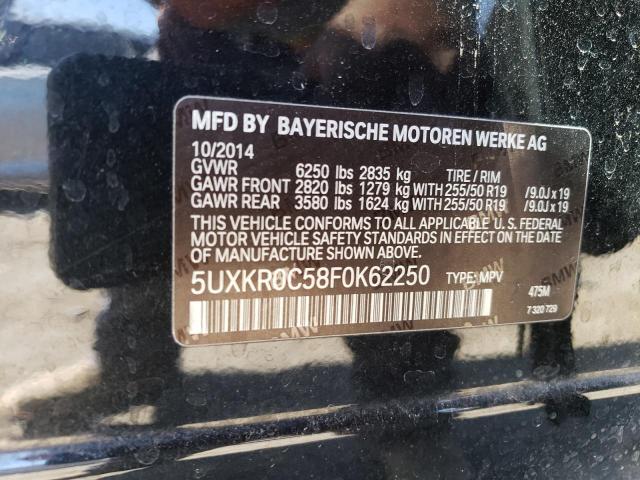 MFD BY BAYERISCHE MOTOREN WERKE AG
10/2014
GVWR 6250 lbs 2835 kg TIRE / RIM
GAWR FRONT 2820 lbs 1279 kg WITH 255/50 R19 /9.0J x 19
GAWR REAR 3580 lbs 1624 kg WITH 255/50 R19 /9.0J x 19
THIS VEHICLE CONFORMS TO ALL APPLICABLE U. S. FEDERAL
MOTOR VEHICLE SAFETY STANDARDS IN EFFECT ON THE DATE
OF MANUFACTURE SHOWN ABOVE.
5UXKR0C58F0K62250 TYPE: MPV 475M
7 320 729